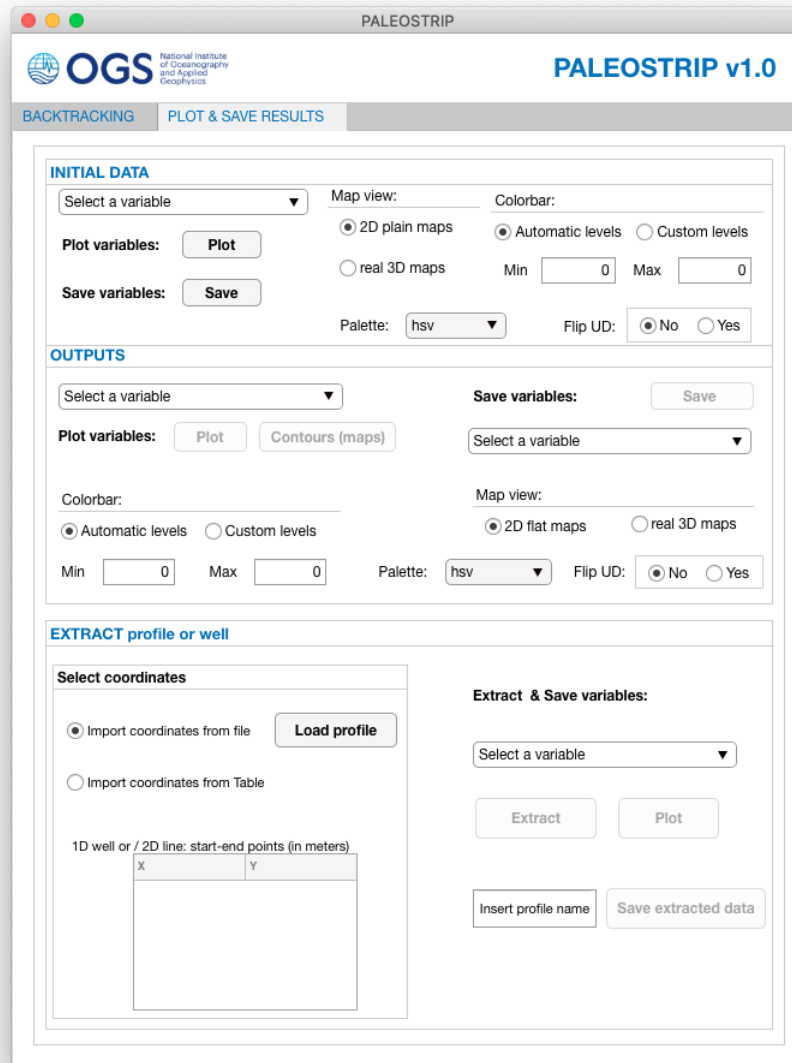 PALEOSTRIP
OGS
National Institute
of Oceanography
and Applied
Geophysics
PALEOSTRIP v1.0
BACKTRACKING
PLOT & SAVE RESULTS
INITIAL DATA
Select a variable
Map view:
Colorbar:
2D plain maps
Automatic levels
Custom levels
Plot variables:
Plot
real 3D maps
Min
0
Max
0
Save variables:
Save
Palette:
hsv
Flip UD:
No
Yes
OUTPUTS
Select a variable
Save variables:
Save
Plot variables:
Plot
Contours (maps)
Select a variable
Colorbar:
Map view:
Automatic levels
Custom levels
2D flat maps
real 3D maps
Min
0
Max
0
Palette:
hsv
Flip UD:
No
Yes
EXTRACT profile or well
Select coordinates
Import coordinates from file
Load profile
Import coordinates from Table
1D well or / 2D line: start-end points (in meters)
X
Y
Extract & Save variables:
Select a variable
Extract
Plot
Insert profile name
Save extracted data